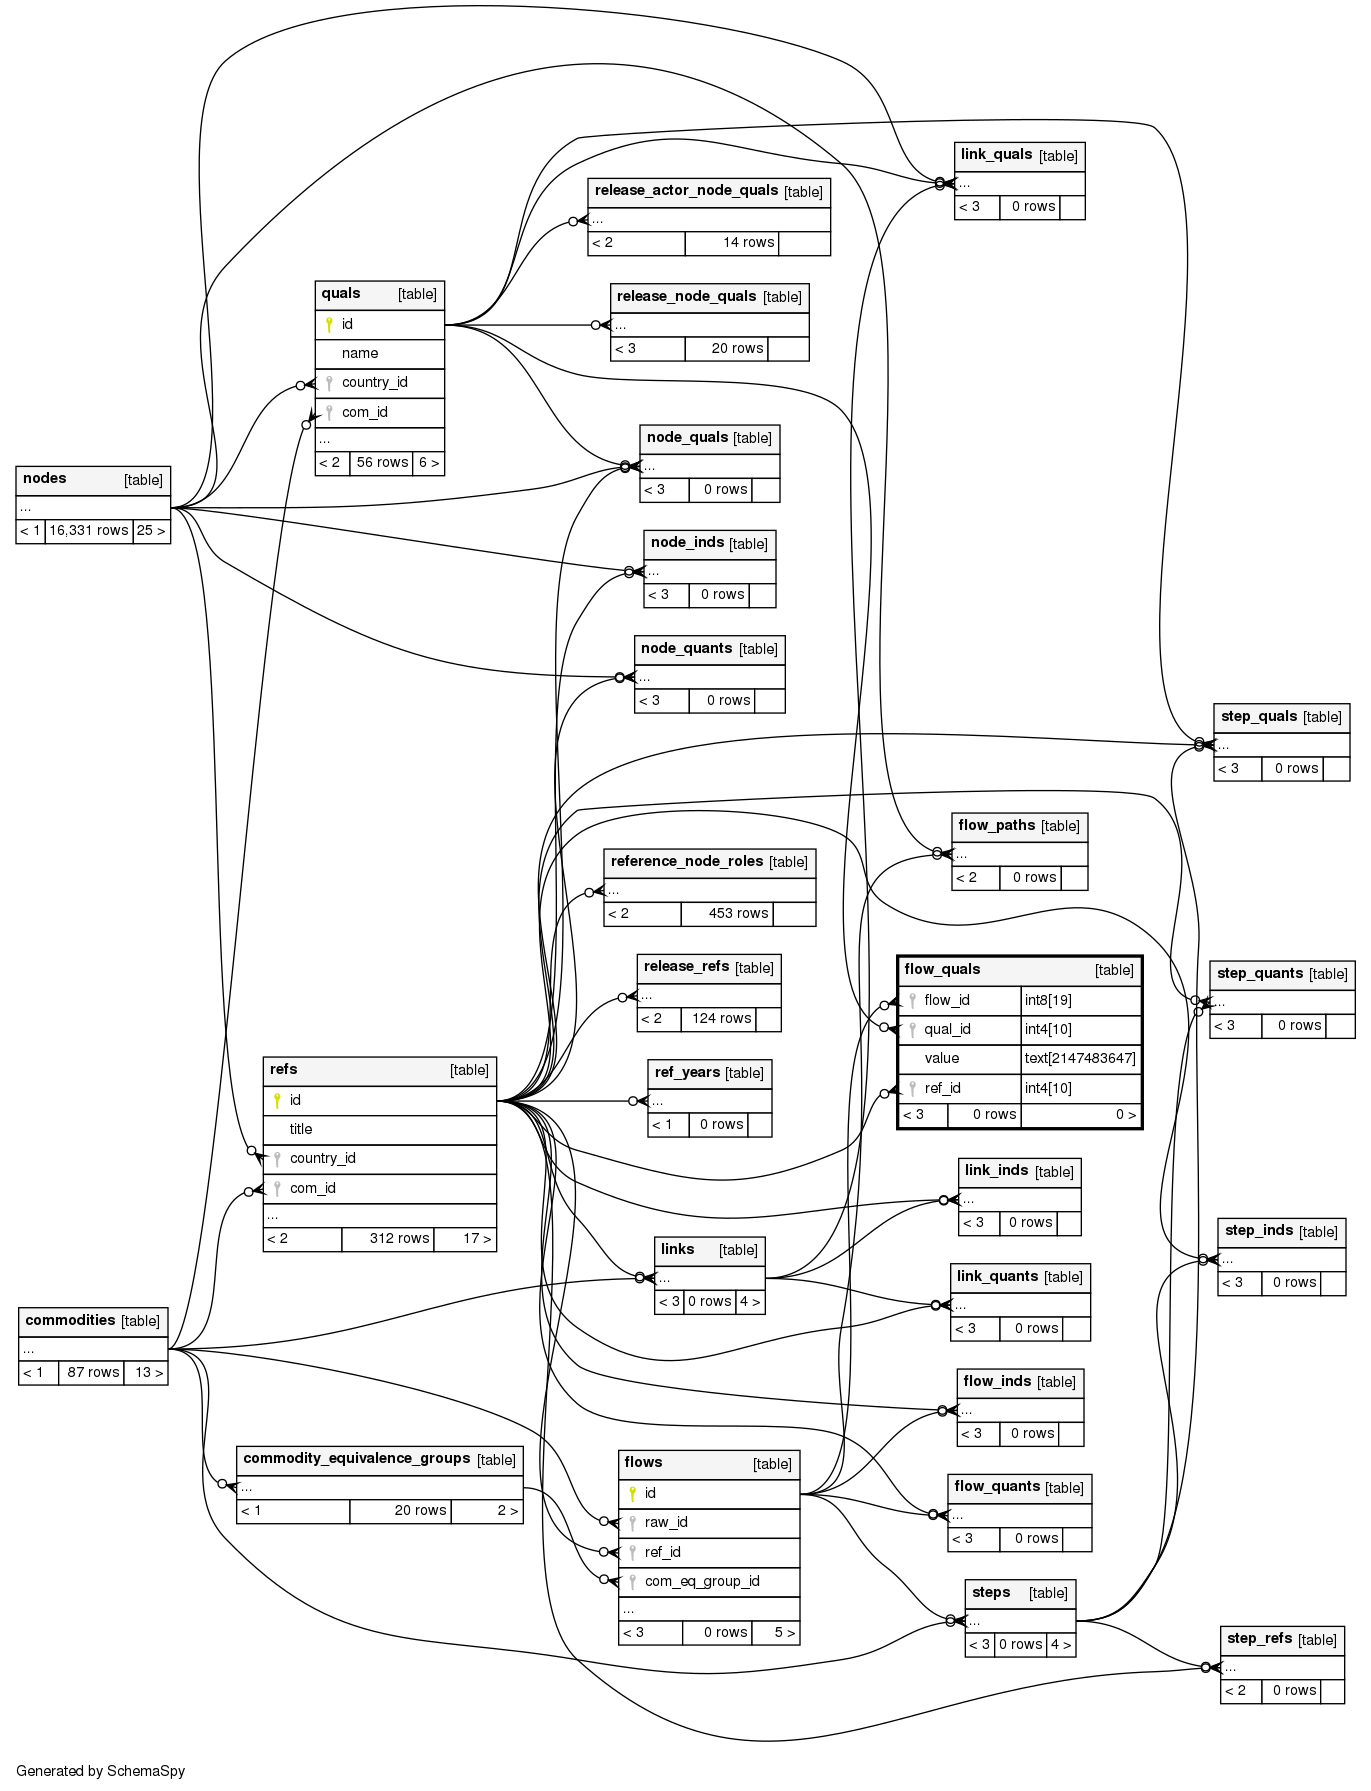 link_quals [table]
...
< 3 0 rows
release_actor_node_quals [table]
...
< 2 14 rows
quals [table]
id
name
country_id
com_id
...
< 2 56 rows 6 >
release_node_quals [table]
...
< 3 20 rows
node_quals [table]
...
< 3 0 rows
nodes [table]
...
< 1 16,331 rows 25 >
node_inds [table]
...
< 3 0 rows
node_quants [table]
...
< 3 0 rows
step_quals [table]
...
< 3 0 rows
flow_paths [table]
...
< 2 0 rows
reference_node_roles [table]
...
< 2 453 rows
release_refs [table]
...
< 2 124 rows
flow_quals [table]
flow_id int8[19]
qual_id int4[10]
value text[2147483647]
ref_id int4[10]
< 3 0 rows 0 >
step_quants [table]
...
< 3 0 rows
refs [table]
id
title
country_id
com_id
...
< 2 312 rows 17 >
ref_years [table]
...
< 1 0 rows
link_inds [table]
...
< 3 0 rows
links [table]
...
< 3 0 rows 4 >
step_inds [table]
...
< 3 0 rows
link_quants [table]
...
< 3 0 rows
commodities [table]
...
< 1 87 rows 13 >
flow_inds [table]
...
< 3 0 rows
commodity_equivalence_groups [table]
...
< 1 20 rows 2 >
flows [table]
id
raw_id
ref_id
com_eq_group_id
...
< 3 0 rows 5 >
flow_quants [table]
...
< 3 0 rows
steps [table]
...
< 3 0 rows 4 >
step_refs [table]
...
< 2 0 rows
Generated by SchemaSpy